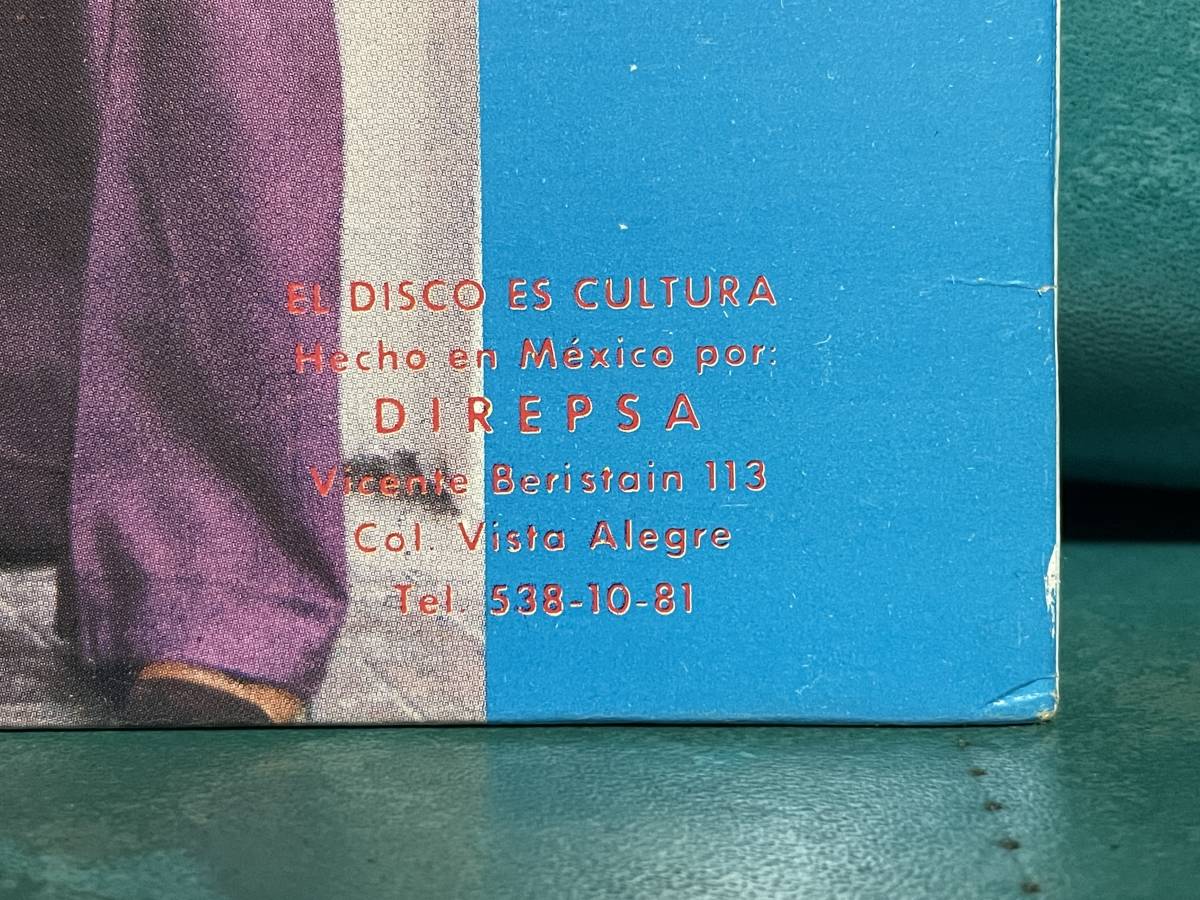 EL DISCO ES CULTURA
Hecho en México por:
DIREPSA
Vicente Beristain 113
Col. Vista Alegre
Tel. 538-10-81